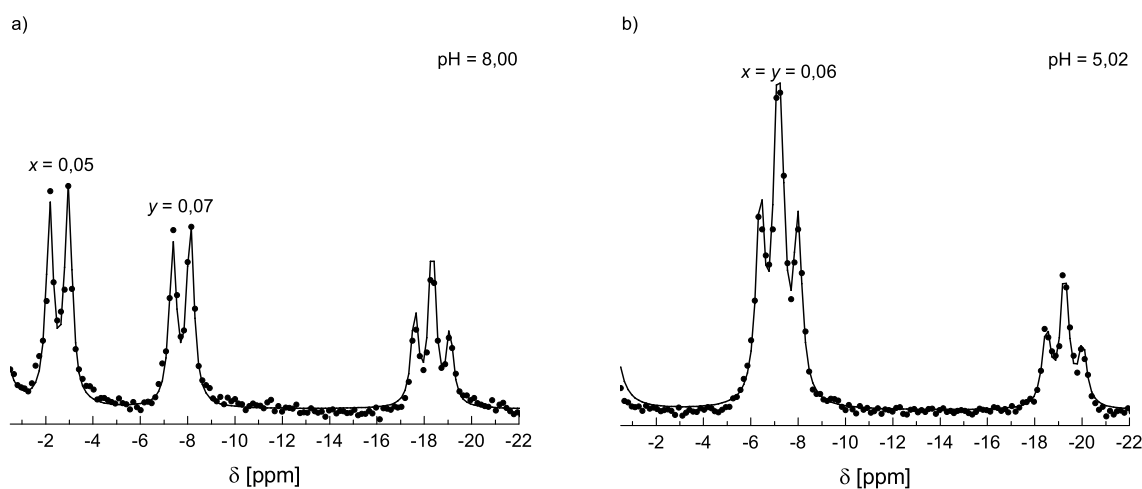 a)
pH = 8,00
x = 0,05
y = 0,07
-2 -4 -6 -8 -10 -12 -14 -16 -18 -20 -22
δ [ppm]
b)
pH = 5,02
x = y = 0,06
-2 -4 -6 -8 -10 -12 -14 -16 -18 -20 -22
δ [ppm]